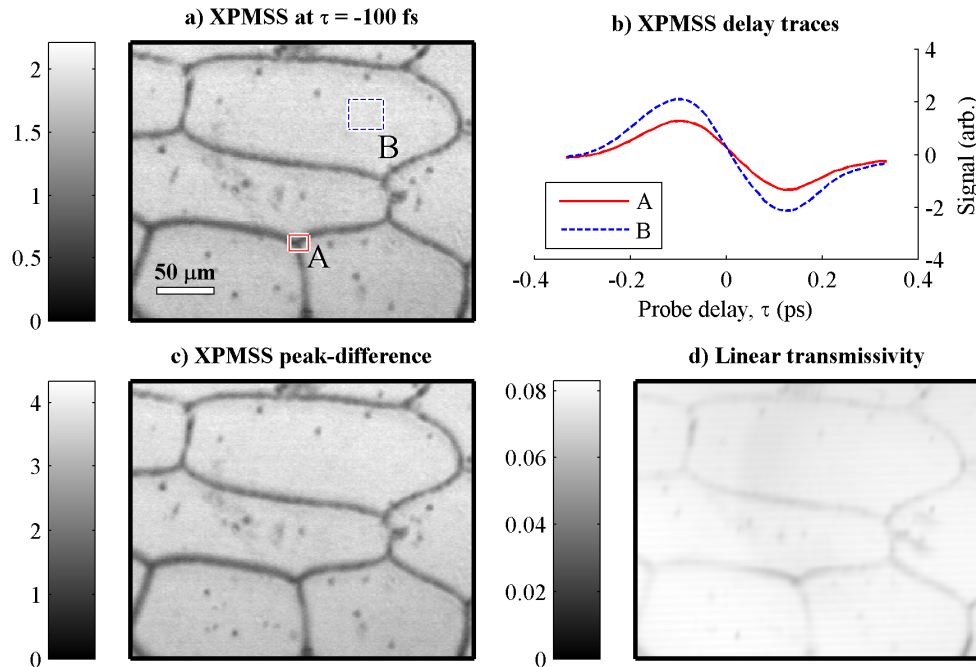 a) XPMSS at τ = -100 fs
2
1.5
1
0.5
0
B
A
50 μm
b) XPMSS delay traces
4
2
0
-2
-4
Signal (arb.)
A
B
-0.4
-0.2
0
0.2
0.4
Probe delay, τ (ps)
c) XPMSS peak-difference
4
3
2
1
0
d) Linear transmissivity
0.08
0.06
0.04
0.02
0